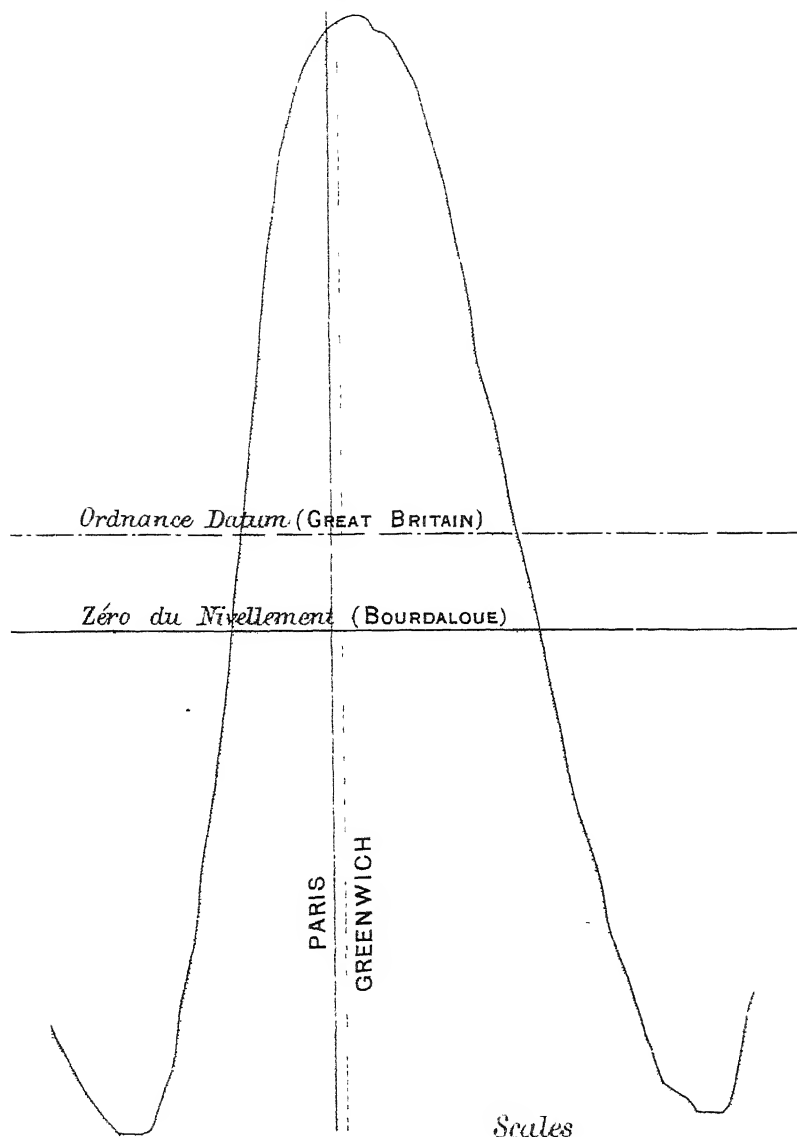 Ordnance Datum (GREAT BRITAIN)
Zéro du Nivellement (BOURDALOUE)
PARIS
GREENWICH
Scales